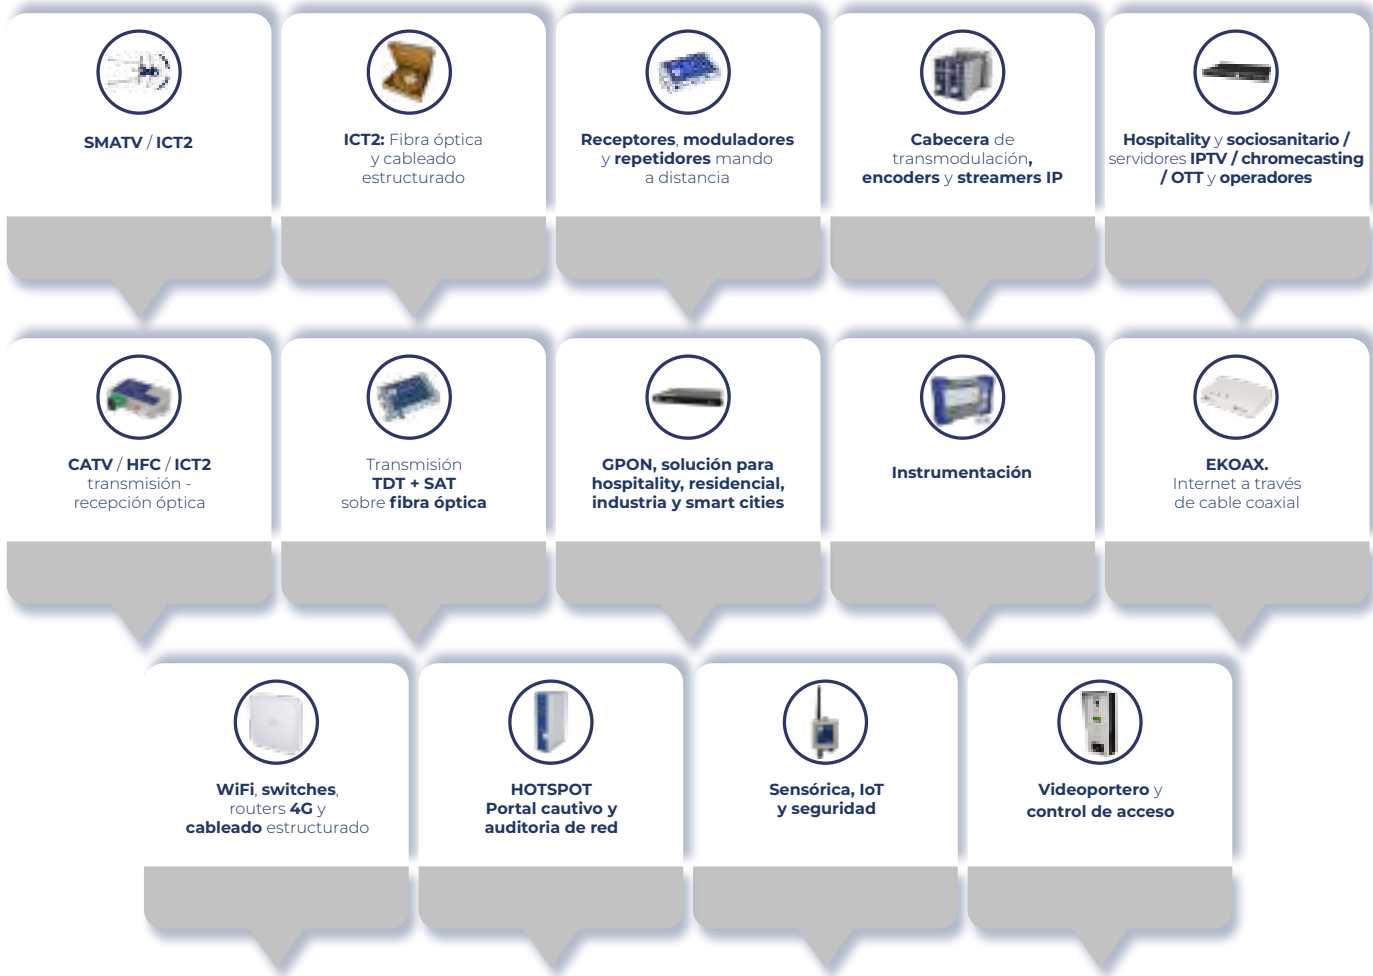 SMATV / ICT2
ICT2: Fibra óptica
y cableado
estructurado
Receptores, moduladores
y repetidores mando
a distancia
Cabecera de
transmodulación,
encoders y streamers IP
Hospitality y sociosanitario /
servidores IPTV / chromecasting
/ OTT y operadores
CATV / HFC / ICT2
transmisión -
recepción óptica
Transmisión
TDT + SAT
sobre fibra óptica
GPON, solución para
hospitality, residencial,
industria y smart cities
Instrumentación
EKOAX.
Internet a través
de cable coaxial
WiFi, switches,
routers 4G y
cableado estructurado
HOTSPOT
Portal cautivo y
auditoria de red
Sensórica, IoT
y seguridad
Videoportero y
control de acceso